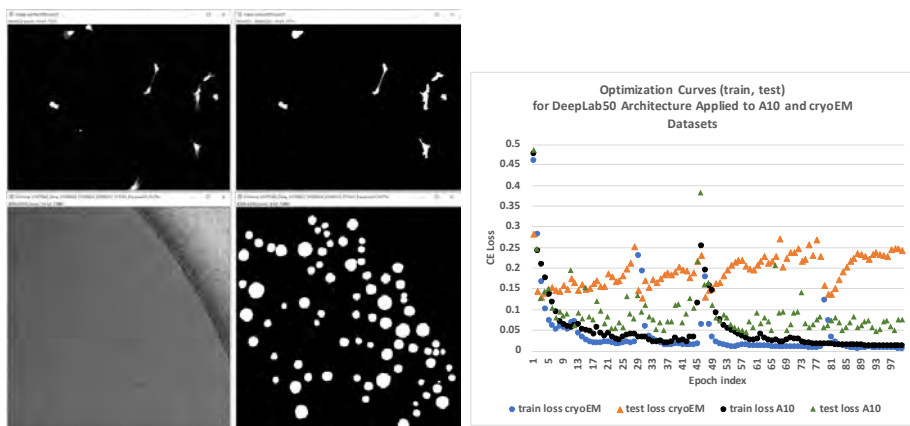 Optimization Curves (train, test)
for DeepLab50 Architecture Applied to A10 and cryoEM
Datasets
0.5
0.45
0.4
0.35
0.3
0.25
0.2
0.15
0.1
0.05
0
CE Loss
1 5 9 13 17 21 25 29 33 37 41 45 49 53 57 61 65 69 73 77 81 85 89 93 97
Epoch index
train loss cryoEM test loss cryoEM train loss A10 test loss A10